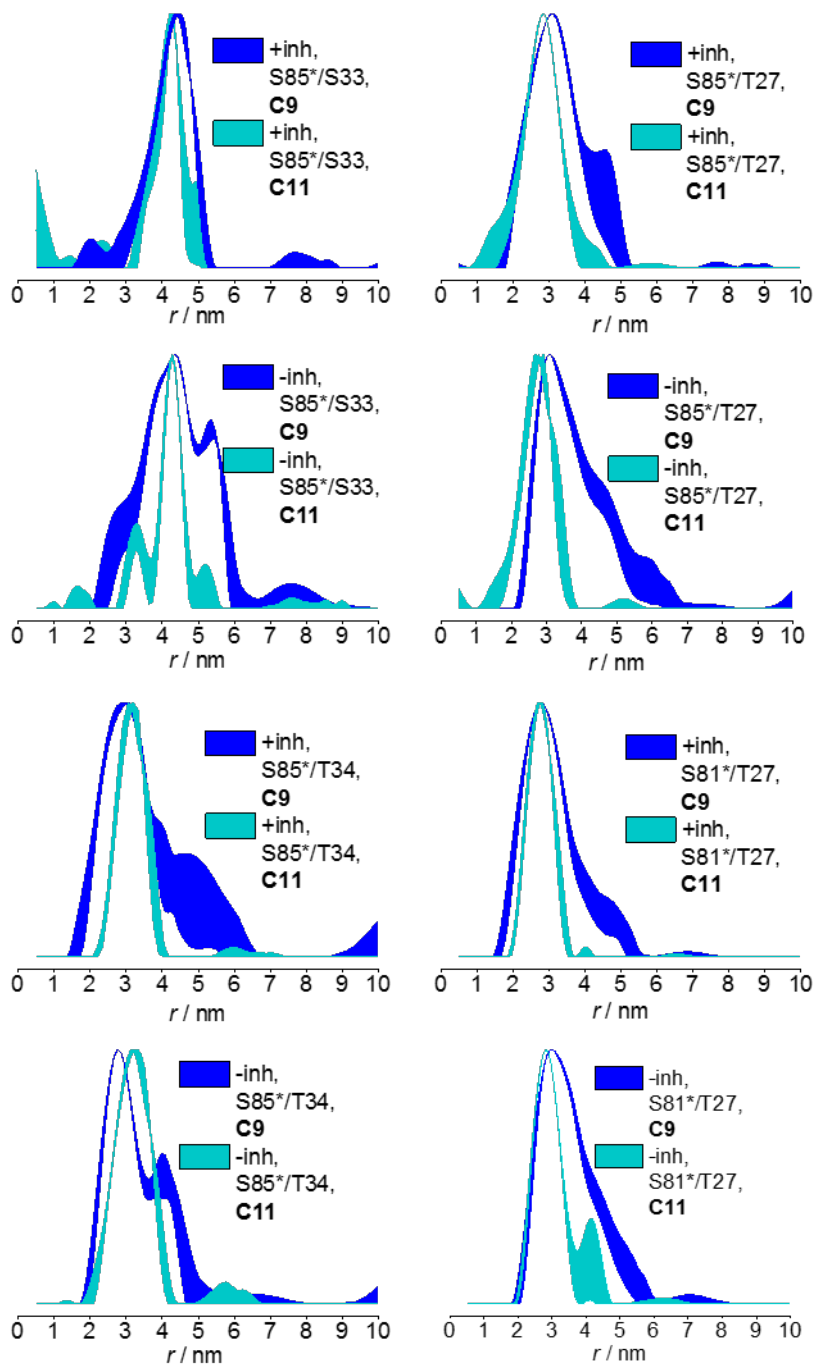 +inh,
S85*/S33,
C9
+inh,
S85*/S33,
C11
0 1 2 3 4 5 6 7 8 9 10
r / nm
+inh,
S85*/T27,
C9
+inh,
S85*/T27,
C11
0 1 2 3 4 5 6 7 8 9 10
r / nm
-inh,
S85*/S33,
C9
-inh,
S85*/S33,
C11
0 1 2 3 4 5 6 7 8 9 10
r / nm
-inh,
S85*/T27,
C9
-inh,
S85*/T27,
C11
0 1 2 3 4 5 6 7 8 9 10
r / nm
+inh,
S85*/T34,
C9
+inh,
S85*/T34,
C11
0 1 2 3 4 5 6 7 8 9 10
r / nm
+inh,
S81*/T27,
C9
+inh,
S81*/T27,
C11
0 1 2 3 4 5 6 7 8 9 10
r / nm
-inh,
S85*/T34,
C9
-inh,
S85*/T34,
C11
0 1 2 3 4 5 6 7 8 9 10
r / nm
-inh,
S81*/T27,
C9
-inh,
S81*/T27,
C11
0 1 2 3 4 5 6 7 8 9 10
r / nm